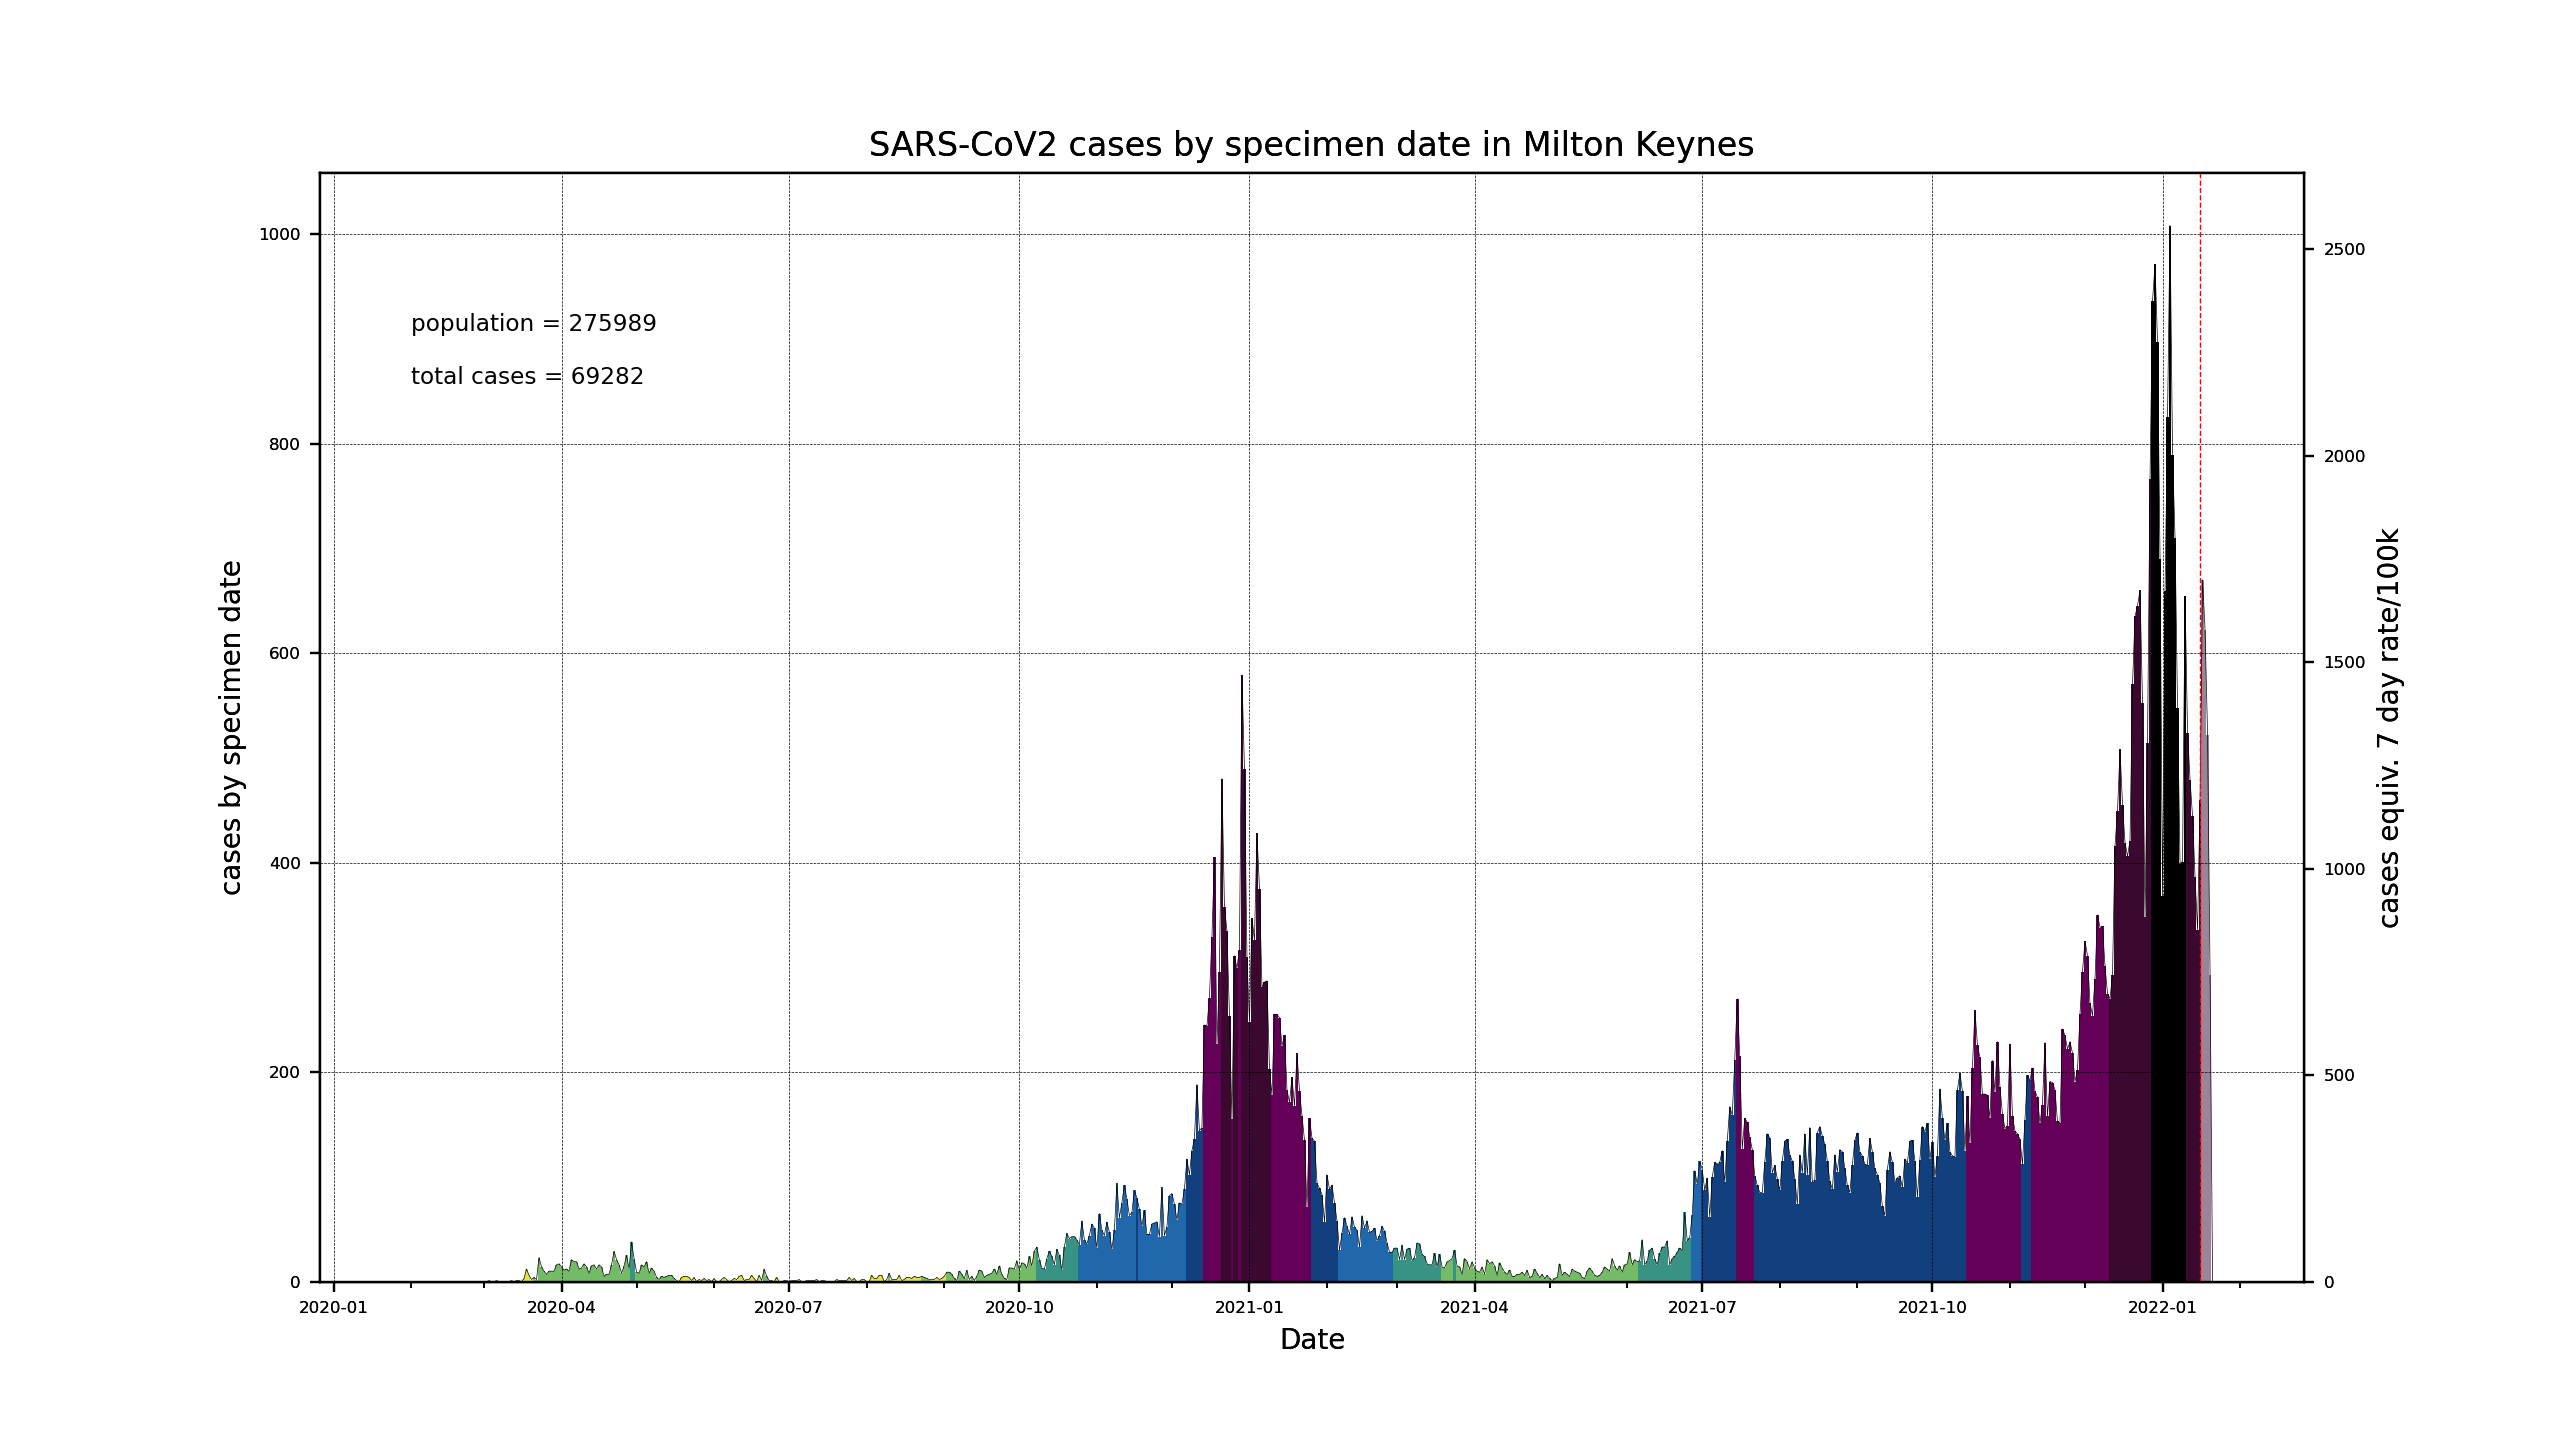 SARS-CoV2 cases by specimen date in Milton Keynes
population = 275989
total cases = 69282
cases by specimen date
1000
800
600
400
200
0
2500
2000
1500
1000
500
0
cases equiv. 7 day rate/100k
2020-01 2020-04 2020-07 2020-10 2021-01 2021-04 2021-07 2021-10 2022-01
Date